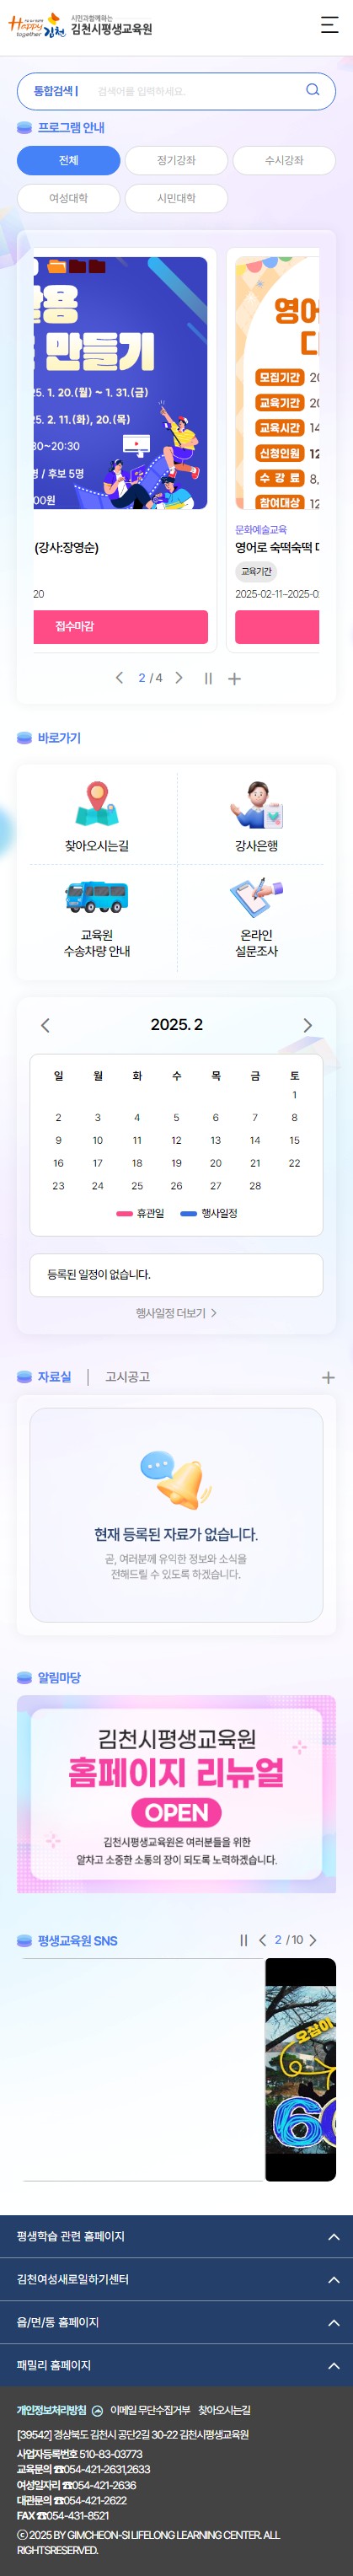 Happy together 김천
시민과함께하는
김천시평생교육원
통합검색 | 검색어를 입력하세요.
프로그램 안내
전체 정기강좌 수시강좌
여성대학 시민대학
활용
만들기
25. 1. 20.(월) ~ 1. 31.(금)
5. 2. 11.(화), 20.(목)
30~20:30
명 / 후보 5명
00원
(강사:장영순)
20
접수마감
영어
모집기간 20
교육기간 20
교육시간 14
신청인원 12
수 강 료 8,
참여대상 12
문화예술교육
영어로 숙떡숙떡 [
교육기간
2025-02-11~2025-0
2 / 4
바로가기
찾아오시는길 강사은행
교육원
수송차량 안내
온라인
설문조사
2025. 2
일 월 화 수 목 금 토
1
2 3 4 5 6 7 8
9 10 11 12 13 14 15
16 17 18 19 20 21 22
23 24 25 26 27 28
휴관일 행사일정
등록된 일정이 없습니다.
행사일정 더보기
자료실 고시공고
현재 등록된 자료가 없습니다.
곧, 여러분께 유익한 정보와 소식을
전해드릴 수 있도록 하겠습니다.
알림마당
김천시평생교육원
홈페이지 리뉴얼
OPEN
김천시평생교육원은 여러분들을 위한
알차고 소중한 소통의 장이 되도록 노력하겠습니다.
평생교육원 SNS 2 / 10
평생학습 관련 홈페이지
김천여성새로일하기센터
읍/면/동 홈페이지
패밀리 홈페이지
개인정보처리방침 이메일 무단수집거부 찾아오시는길
[39542] 경상북도 김천시 공단2길 30-22 김천시평생교육원
사업자등록번호 510-83-03773
교육문의 ☎054-421-2631,2633
여성일자리 ☎054-421-2636
대관문의 ☎054-421-2622
FAX ☎054-431-8521
ⓒ 2025 BY GIMCHEON-SI LIFELONG LEARNING CENTER. ALL
RIGHTSRESERVED.